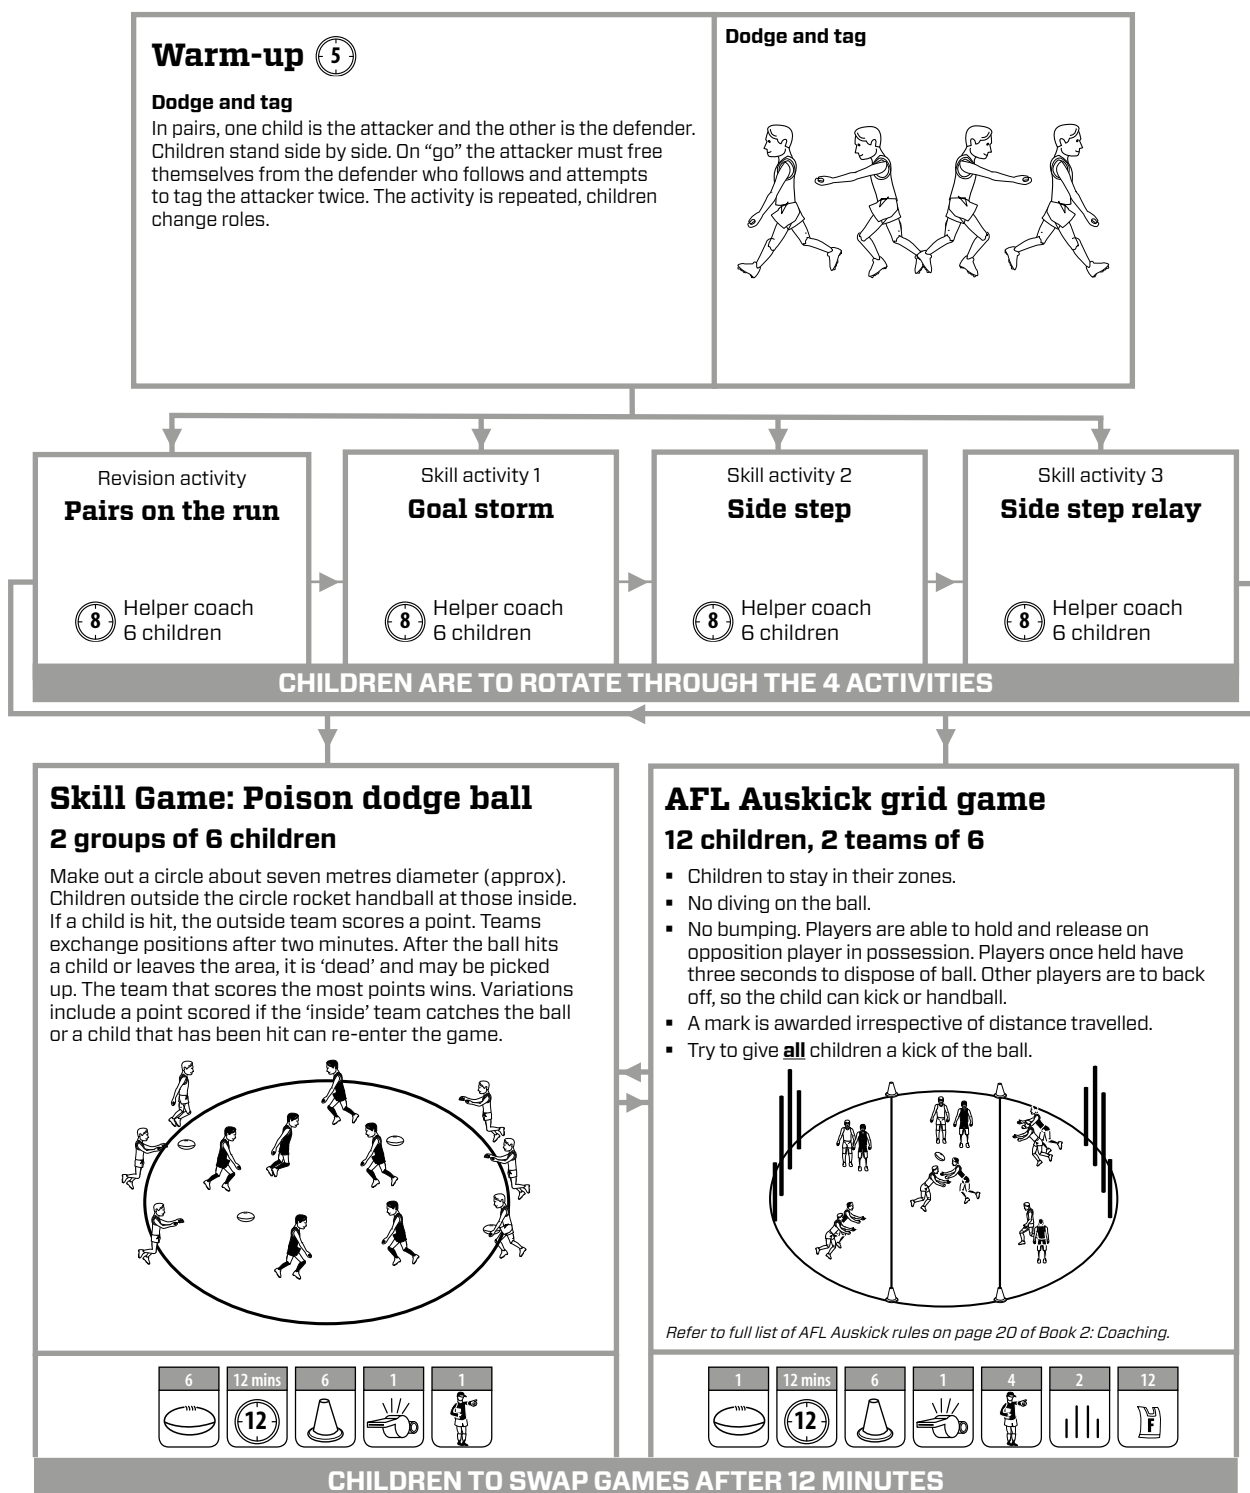 Warm-up 5
Dodge and tag
In pairs, one child is the attacker and the other is the defender.
Children stand side by side. On “go” the attacker must free
themselves from the defender who follows and attempts
to tag the attacker twice. The activity is repeated, children
change roles.
Dodge and tag
Revision activity
Pairs on the run
8 Helper coach
6 children
Skill activity 1
Goal storm
8 Helper coach
6 children
Skill activity 2
Side step
8 Helper coach
6 children
Skill activity 3
Side step relay
8 Helper coach
6 children
CHILDREN ARE TO ROTATE THROUGH THE 4 ACTIVITIES
Skill Game: Poison dodge ball
2 groups of 6 children
Make out a circle about seven metres diameter (approx).
Children outside the circle rocket handball at those inside.
If a child is hit, the outside team scores a point. Teams
exchange positions after two minutes. After the ball hits
a child or leaves the area, it is ‘dead’ and may be picked
up. The team that scores the most points wins. Variations
include a point scored if the ‘inside’ team catches the ball
or a child that has been hit can re-enter the game.
6 12 mins 6 1 1
12
AFL Auskick grid game
12 children, 2 teams of 6
▪ Children to stay in their zones.
▪ No diving on the ball.
▪ No bumping. Players are able to hold and release on
opposition player in possession. Players once held have
three seconds to dispose of ball. Other players are to back
off, so the child can kick or handball.
▪ A mark is awarded irrespective of distance travelled.
▪ Try to give all children a kick of the ball.
Refer to full list of AFL Auskick rules on page 20 of Book 2: Coaching.
1 12 mins 6 1 4 2 12
12 F
CHILDREN TO SWAP GAMES AFTER 12 MINUTES